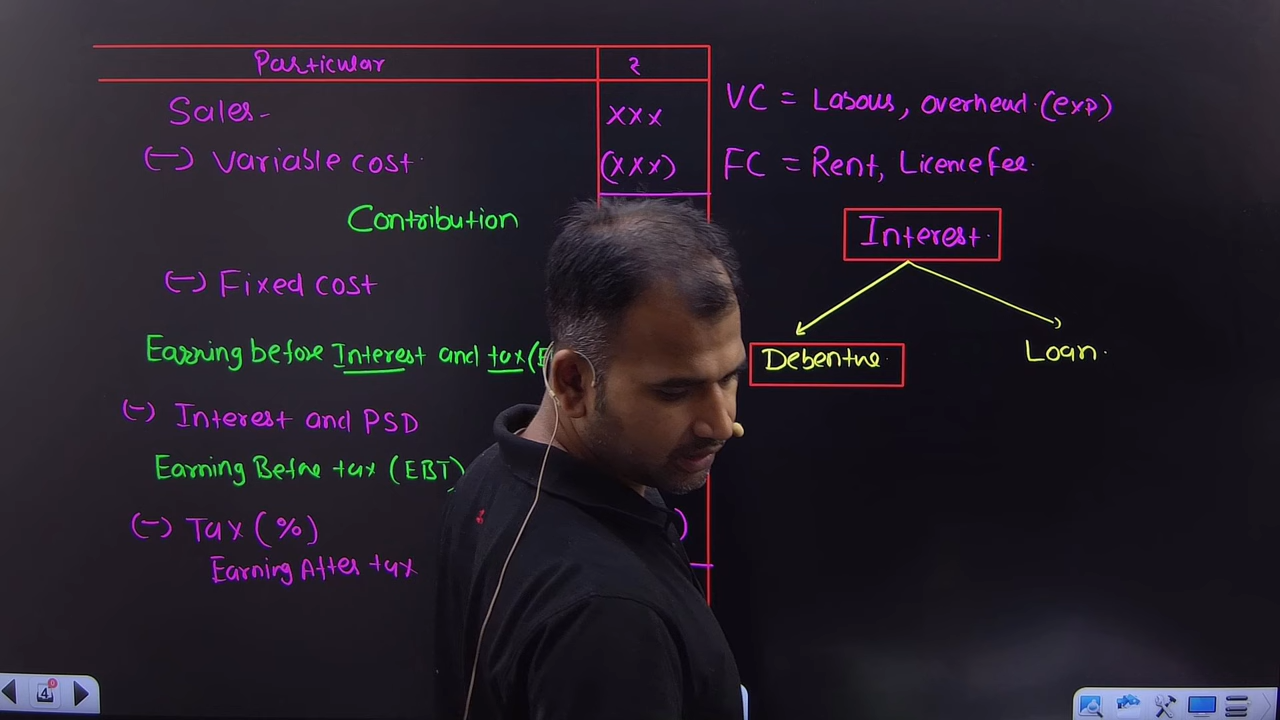 Particular ₹
Sales- xxx
(-) Variable cost. (xxx)
Contribution
(-) Fixed cost
Earning before Interest and tax (E
(-) Interest and PSD
Earning Before tax (EBT)
(-) Tax (%) )
Earning After tax
VC = Labour, overhead. (exp)
FC = Rent, Licence fee.
Interest.
Debenture. Loan.
4